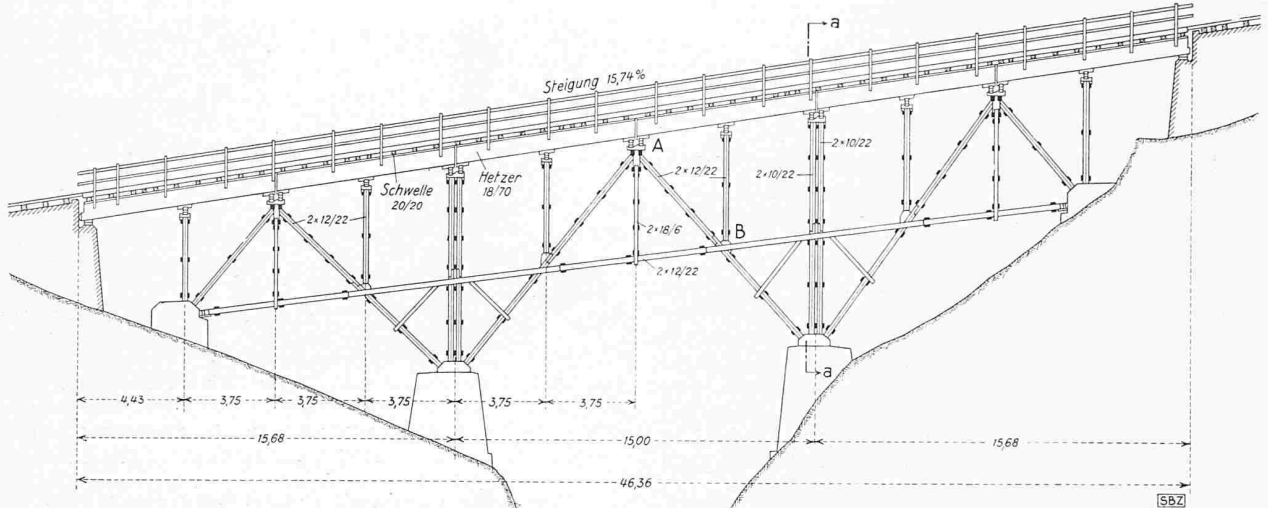 a
Steigung 15,74%
A
Hetzer
18/70
Schwelle
20/20
2×12/22
2×12/22
2×10/22
2×10/22
2×18/6
B
2×12/22
a
4,43
3,75
3,75
3,75
3,75
3,75
15,68
15,00
15,68
46,36
SBZ